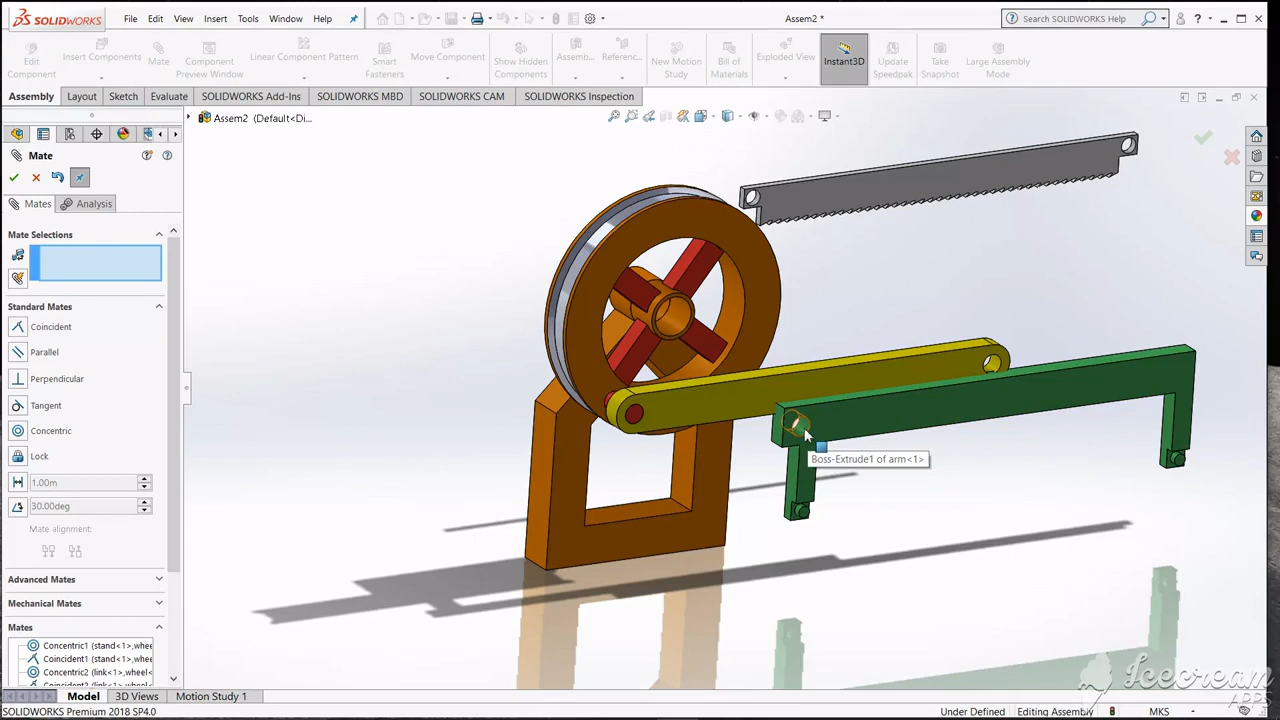 SOLIDWORKS File Edit View Insert Tools Window Help Assem2 * Search SOLIDWORKS Help
Edit Component
Insert Components
Mate
Component Preview Window
Linear Component Pattern
Smart Fasteners
Move Component
Show Hidden Components
Assemb...
Referenc...
New Motion Study
Bill of Materials
Exploded View
Instant3D
Update Speedpak
Take Snapshot
Large Assembly Mode
Assembly Layout Sketch Evaluate SOLIDWORKS Add-Ins SOLIDWORKS MBD SOLIDWORKS CAM SOLIDWORKS Inspection
Assem2 (Default<Di...
Mate
Mates Analysis
Mate Selections
Standard Mates
Coincident
Parallel
Perpendicular
Tangent
Concentric
Lock
1.00m
30.00deg
Mate alignment:
Advanced Mates
Mechanical Mates
Mates
Concentric1 (stand<1>,whee
Coincident1 (stand<1>,whe
Concentric2 (link<1>,wheel<
Boss-Extrude1 of arm<1>
Model 3D Views Motion Study 1
Icecream
APPS
SOLIDWORKS Premium 2018 SP4.0 Under Defined Editing Assembly MKS